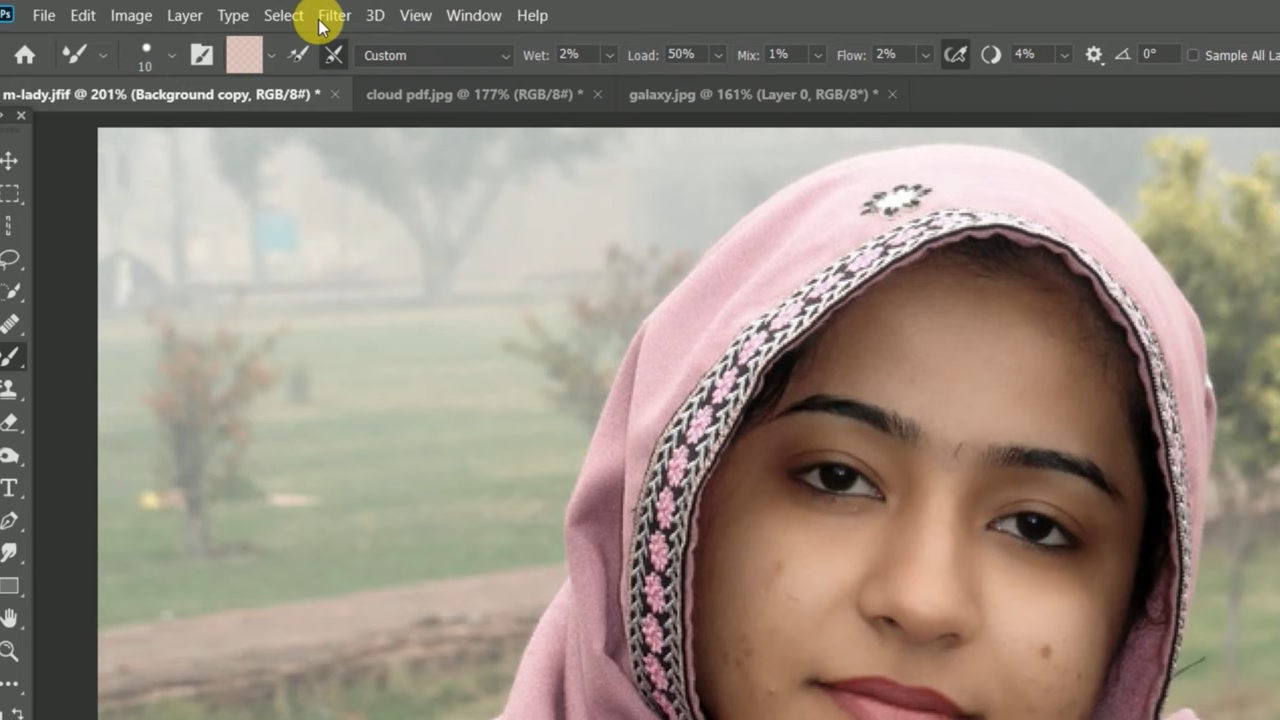 Ps File Edit Image Layer Type Select Filter 3D View Window Help
10 Custom Wet: 2% Load: 50% Mix: 1% Flow: 2% 4% 0° Sample All La
m-lady.jfif @ 201% (Background copy, RGB/8#) * × cloud pdf.jpg @ 177% (RGB/8#) * × galaxy.jpg @ 161% (Layer 0, RGB/8*) * ×